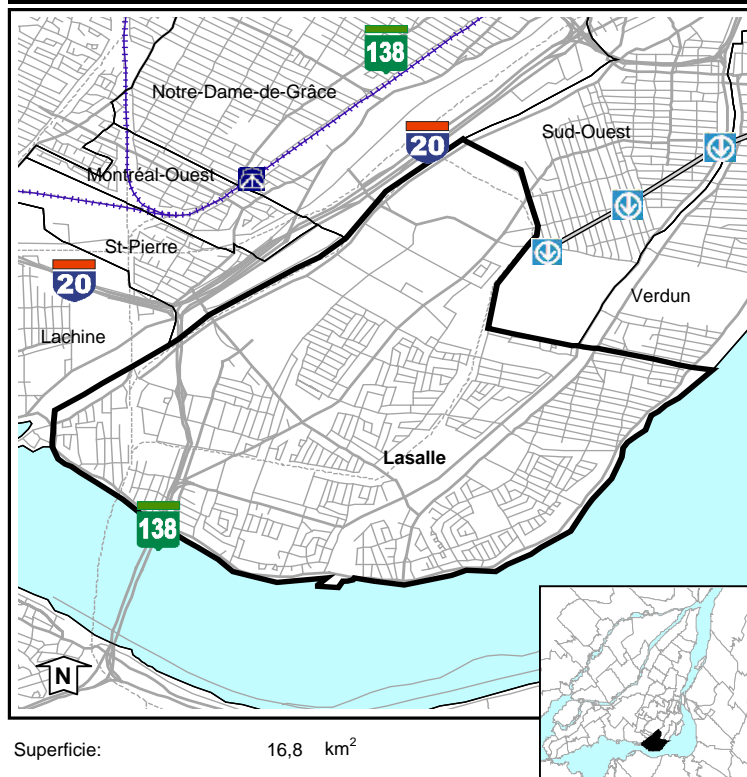 138
Notre-Dame-de-Grâce
20
Sud-Ouest
Montréal-Ouest
St-Pierre
20
Verdun
Lachine
Lasalle
138
N
Superficie: 16,8 km²